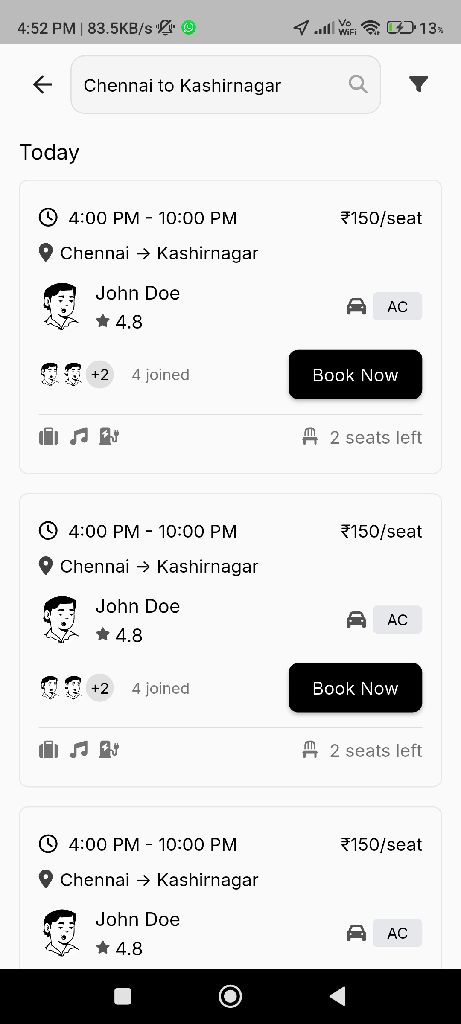 4:52 PM | 83.5KB/s
Vo
WiFi
13%
Chennai to Kashirnagar
Today
4:00 PM - 10:00 PM ₹150/seat
Chennai → Kashirnagar
John Doe
4.8 AC
+2 4 joined Book Now
2 seats left
4:00 PM - 10:00 PM ₹150/seat
Chennai → Kashirnagar
John Doe
4.8 AC
+2 4 joined Book Now
2 seats left
4:00 PM - 10:00 PM ₹150/seat
Chennai → Kashirnagar
John Doe
4.8 AC